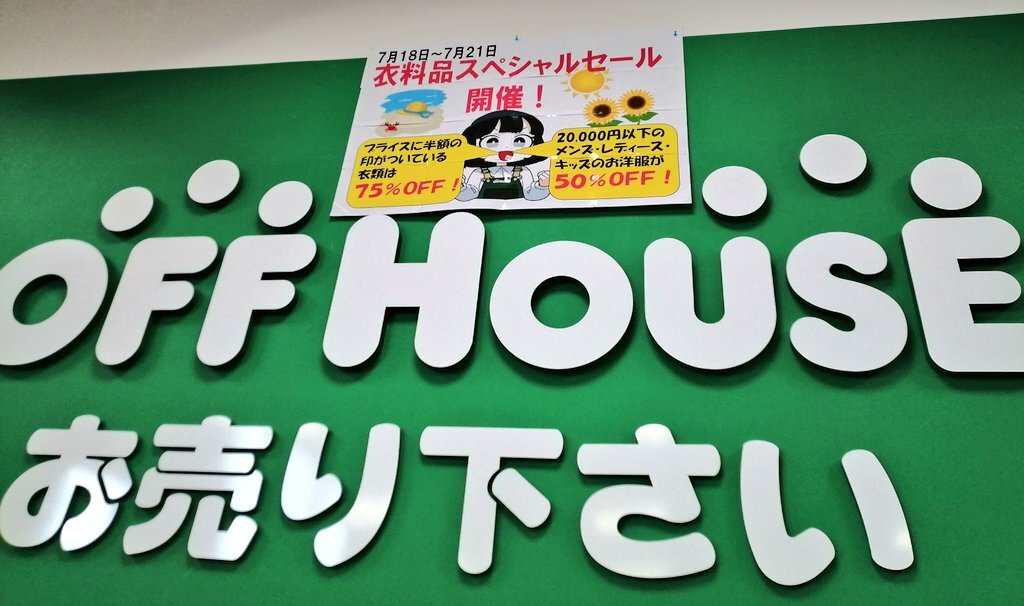 7月18日～7月21日
衣料品スペシャルセール
開催！
プライスに半額の
印がついている
衣類は
75%OFF！
20.000円以下の
メンズ・レディース・
キッズのお洋服が
50%OFF！
OFF HOUSE
お売り下さい